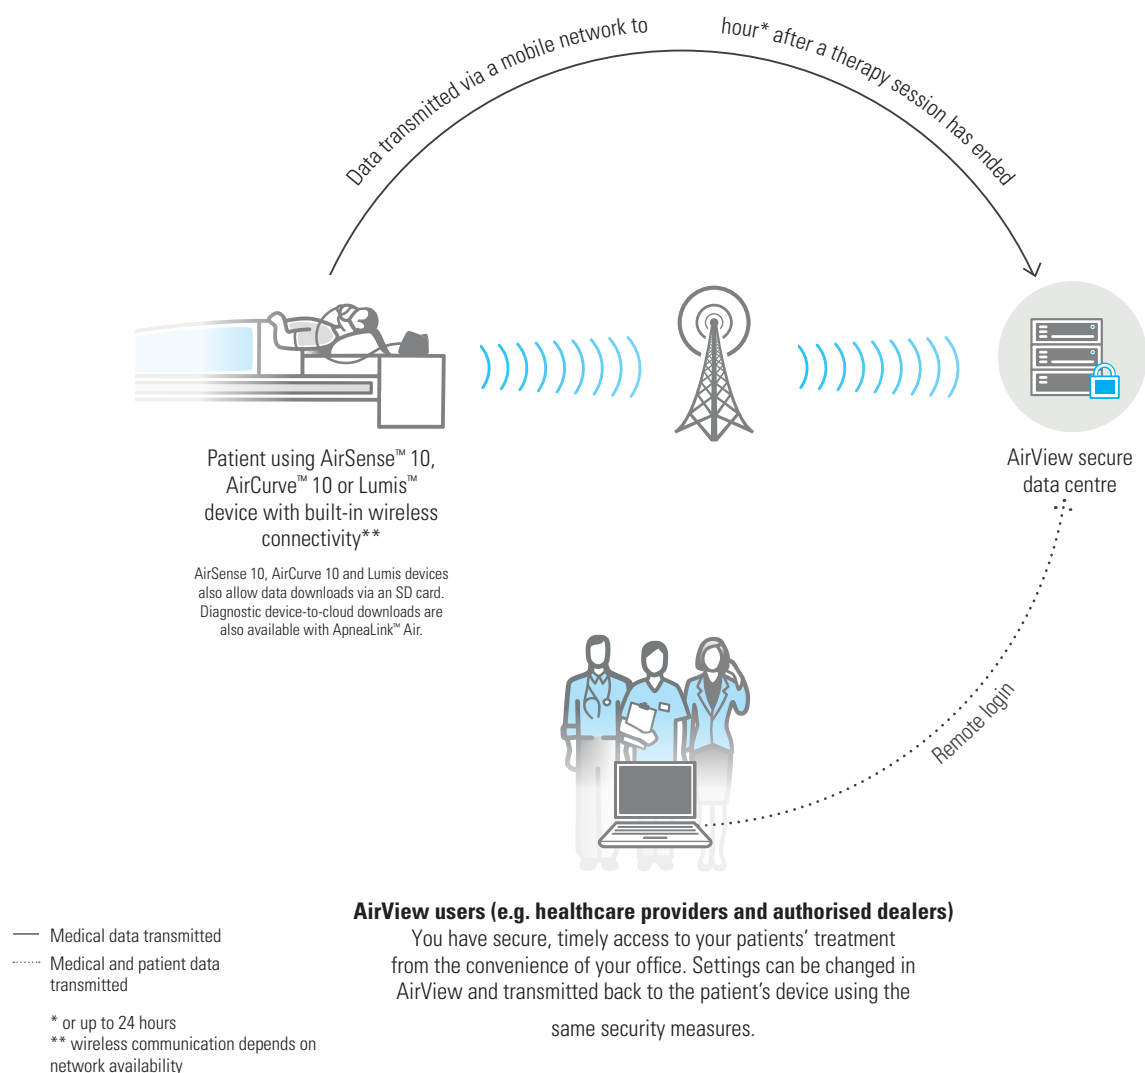 Data transmitted via a mobile network to hour* after a therapy session has ended
Patient using AirSense™ 10,
AirCurve™ 10 or Lumis™
device with built-in wireless
connectivity**
AirSense 10, AirCurve 10 and Lumis devices
also allow data downloads via an SD card.
Diagnostic device-to-cloud downloads are
also available with ApneaLink™ Air.
AirView secure
data centre
Remote login
AirView users (e.g. healthcare providers and authorised dealers)
You have secure, timely access to your patients’ treatment
from the convenience of your office. Settings can be changed in
AirView and transmitted back to the patient’s device using the
same security measures.
Medical data transmitted
Medical and patient data
transmitted
* or up to 24 hours
** wireless communication depends on
network availability